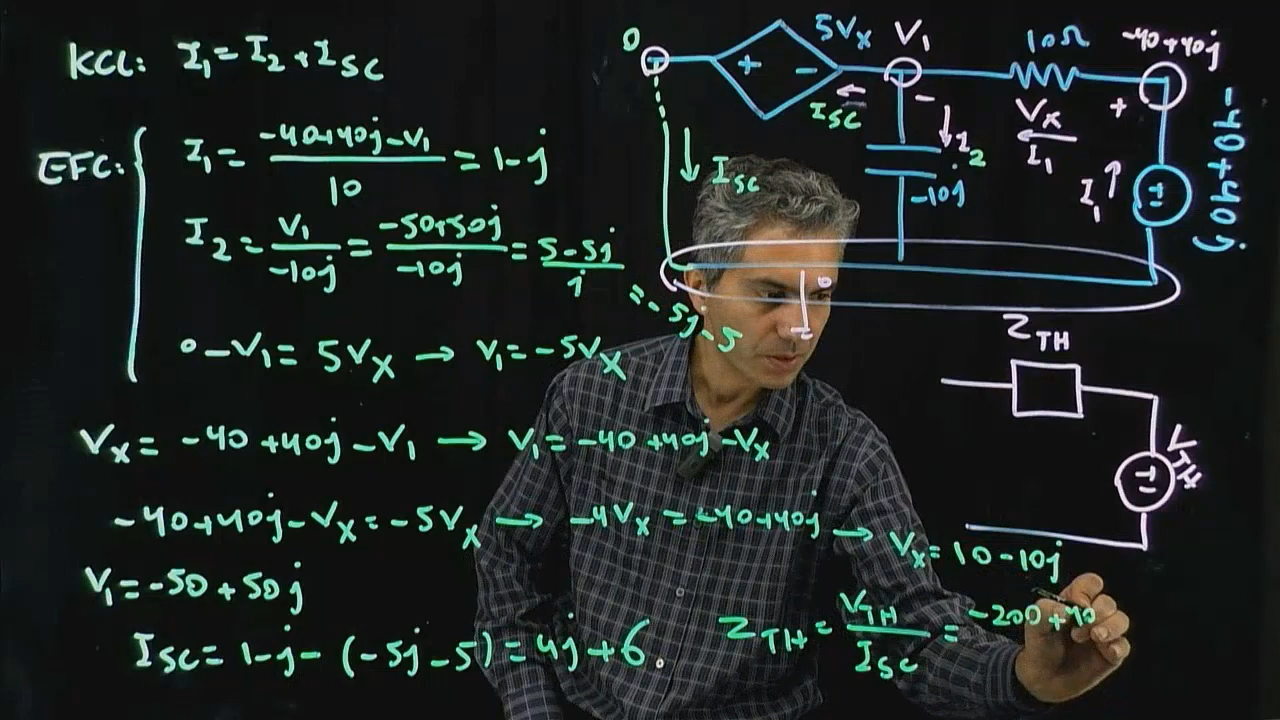 KCL: I₁ = I₂ + ISC
EFC: { I₁ = (-40+40j-V₁)/10 = 1-j
I₂ = V₁/(-10j) = (-50+50j)/(-10j) = (5-5j)/j = -5j-5
0-V₁ = 5Vx → V₁ = -5Vx
Vx = -40+40j-V₁ → V₁ = -40+40j-Vx
-40+40j-Vx = -5Vx → -4Vx = -40+40j → Vx = 10-10j
V₁ = -50+50j
ISC = 1-j-(-5j-5) = 4j+6.
ZTH = VTH/ISC = -200+40
0
+ -
5Vx
V₁
10Ω
-40+40j
ISC ←
-
Vx
+
← I₁
↓ I₂
-10j
I₁ ↑
+ -
-40+40j
↓ ISC
0
ZTH
+ -
VTH